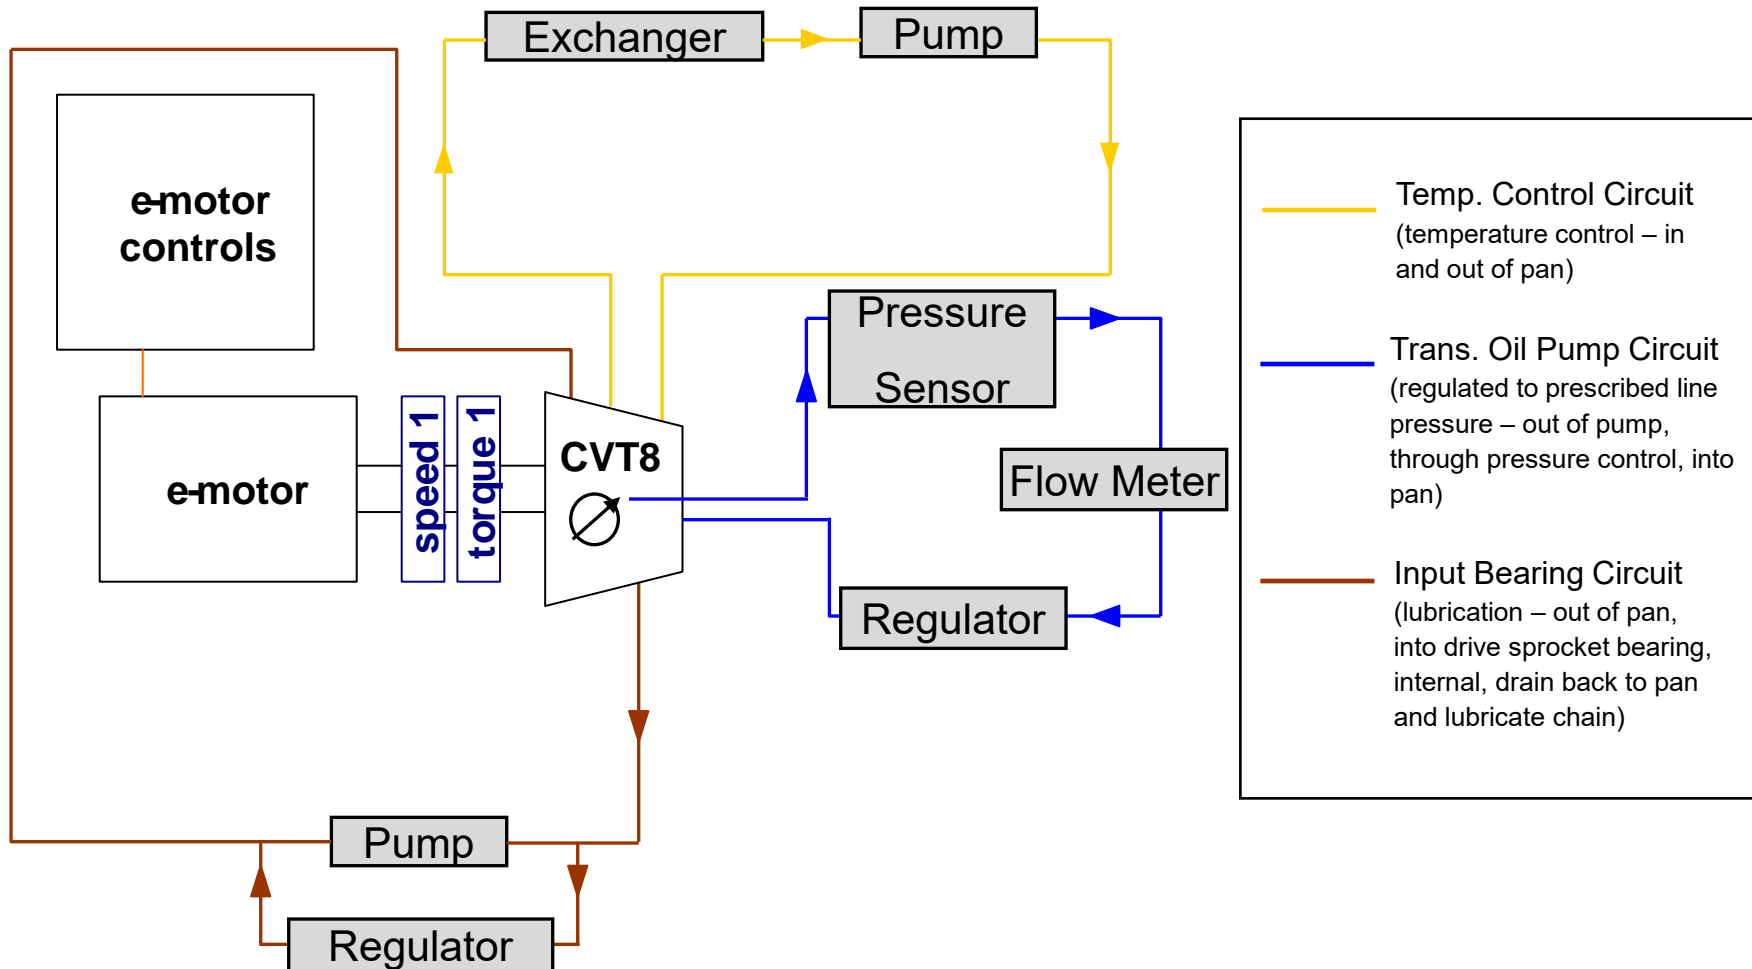 Exchanger
Pump
e-motor
controls
e-motor
speed 1
torque 1
CVT8
Pressure
Sensor
Flow Meter
Regulator
Pump
Regulator
Temp. Control Circuit
(temperature control – in
and out of pan)
Trans. Oil Pump Circuit
(regulated to prescribed line
pressure – out of pump,
through pressure control, into
pan)
Input Bearing Circuit
(lubrication – out of pan,
into drive sprocket bearing,
internal, drain back to pan
and lubricate chain)